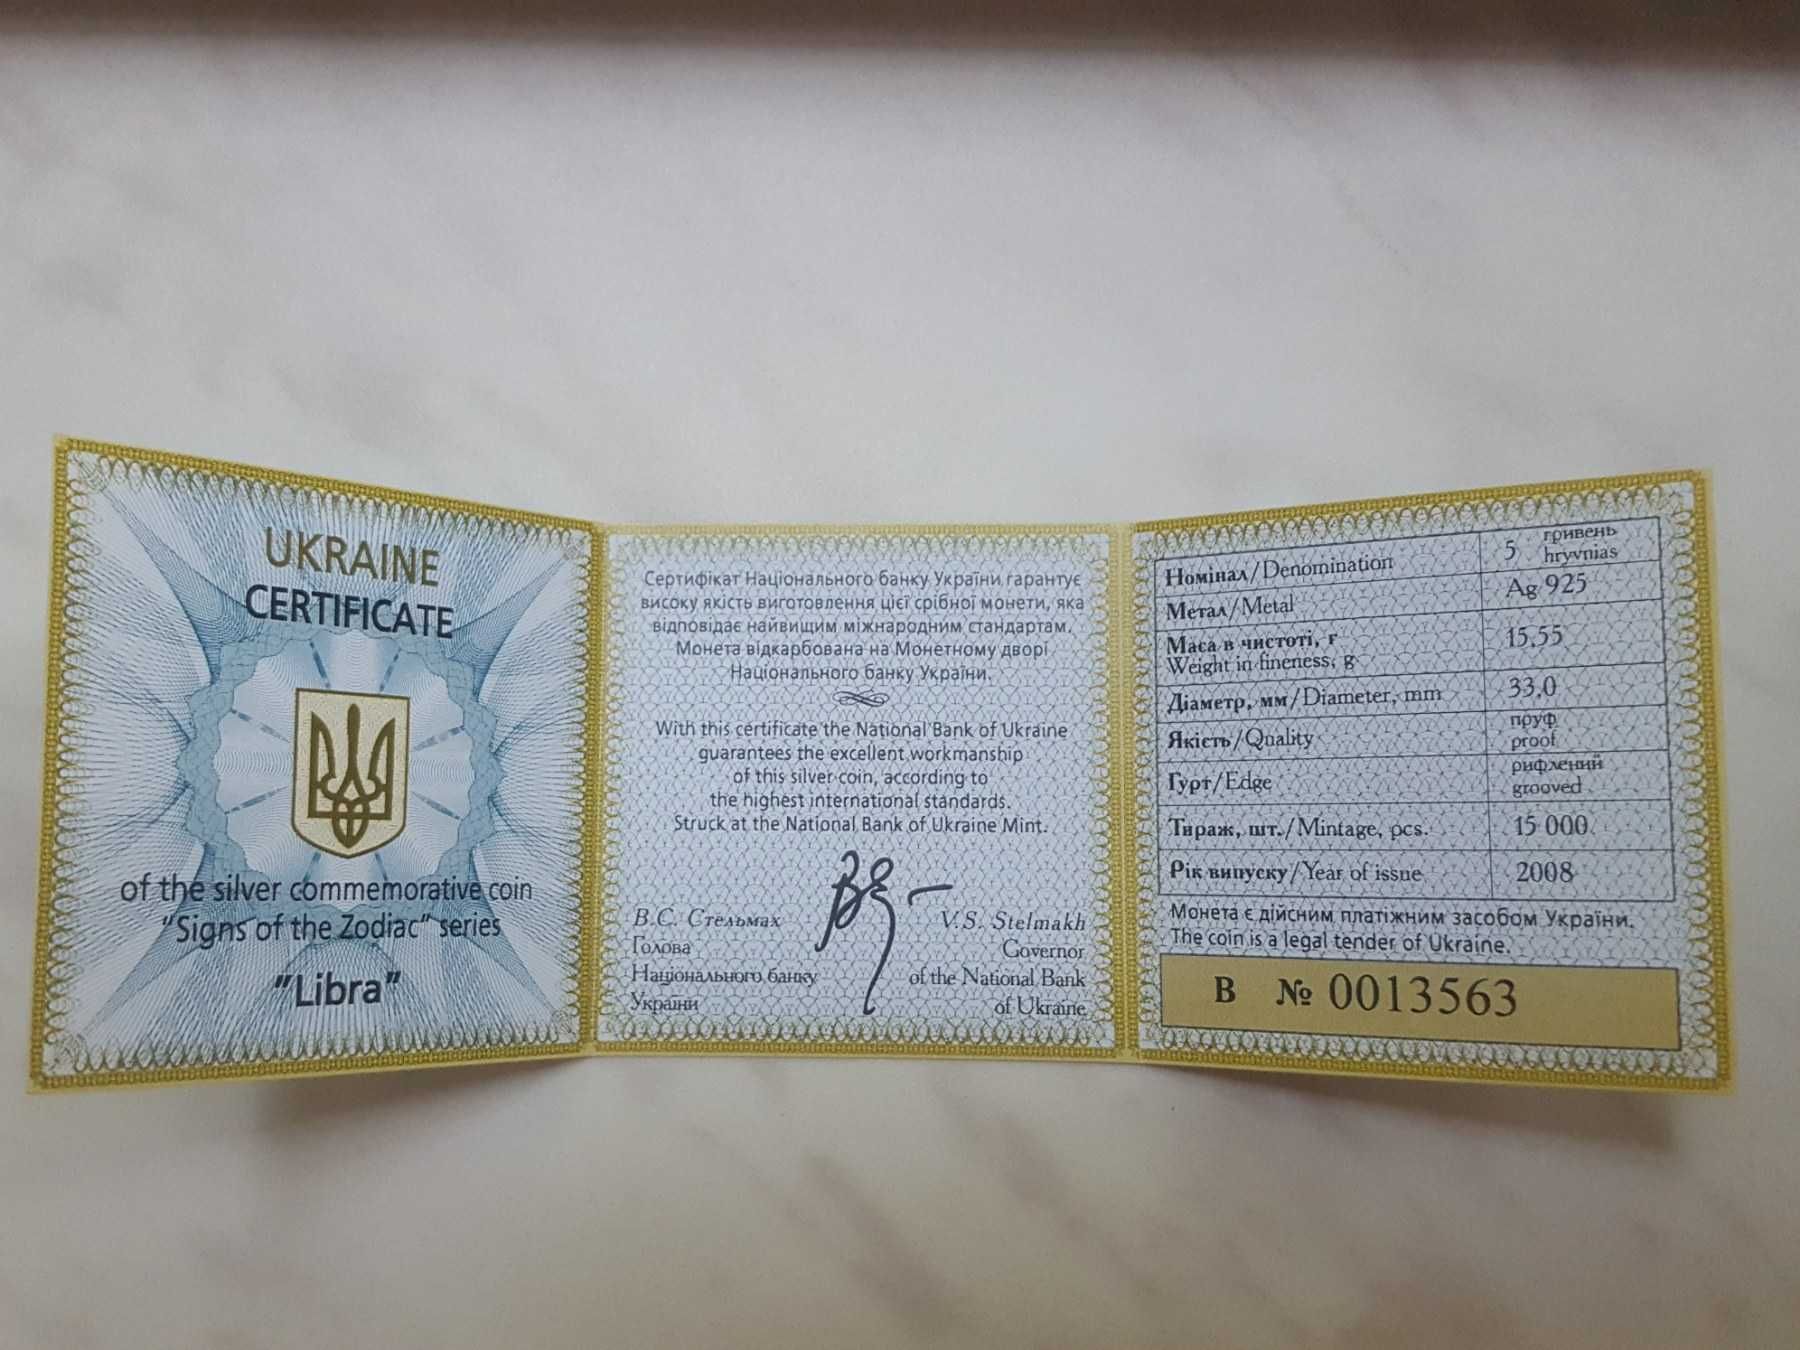 UKRAINE
CERTIFICATE
of the silver commemorative coin
"Signs of the Zodiac" series
"Libra"
Сертифікат Національного банку України гарантує
високу якість виготовлення цієї срібної монети, яка
відповідає найвищим міжнародним стандартам.
Монета відкарбована на Монетному дворі
Національного банку України.
With this certificate the National Bank of Ukraine
guarantees the excellent workmanship
of this silver coin, according to
the highest international standards.
Struck at the National Bank of Ukraine Mint.
В.С. Стельмах
Голова
Національного банку
України
V.S. Stelmakh
Governor
of the National Bank
of Ukraine
Номінал/Denomination 5 гривень hryvnias
Метал/Metal Ag 925
Маса в чистоті, г
Weight in fineness, g 15,55
Діаметр, мм/Diameter, mm 33,0
Якість/Quality пруф proof
Гурт/Edge рифлений grooved
Тираж, шт./Mintage, pcs. 15 000
Рік випуску/Year of issue 2008
Монета є дійсним платіжним засобом України.
The coin is a legal tender of Ukraine.
В № 0013563